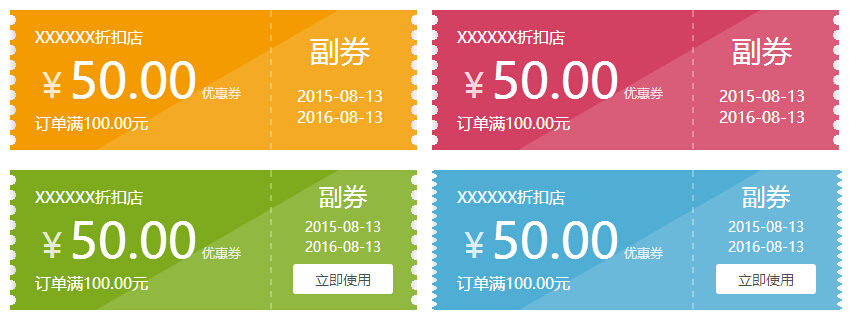 XXXXXX折扣店
¥ 50.00 优惠券
订单满100.00元
副券
2015-08-13
2016-08-13
XXXXXX折扣店
¥ 50.00 优惠券
订单满100.00元
副券
2015-08-13
2016-08-13
XXXXXX折扣店
¥ 50.00 优惠券
订单满100.00元
副券
2015-08-13
2016-08-13
立即使用
XXXXXX折扣店
¥ 50.00 优惠券
订单满100.00元
副券
2015-08-13
2016-08-13
立即使用